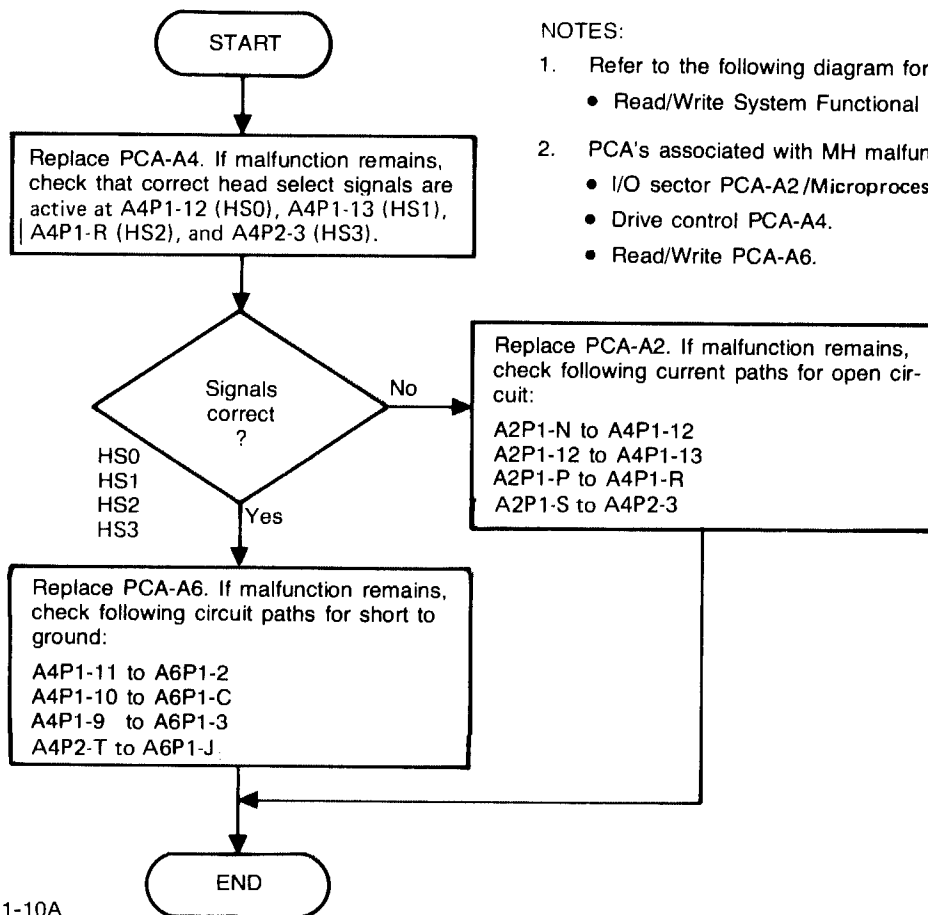 START
NOTES:
1. Refer to the following diagram for
• Read/Write System Functional
2. PCA's associated with MH malfun
• I/O sector PCA-A2/Microproces
• Drive control PCA-A4.
• Read/Write PCA-A6.
Replace PCA-A4. If malfunction remains,
check that correct head select signals are
active at A4P1-12 (HS0), A4P1-13 (HS1),
A4P1-R (HS2), and A4P2-3 (HS3).
Signals
correct
?
No
HS0
HS1
HS2
HS3
Yes
Replace PCA-A2. If malfunction remains,
check following current paths for open cir-
cuit:
A2P1-N to A4P1-12
A2P1-12 to A4P1-13
A2P1-P to A4P1-R
A2P1-S to A4P2-3
Replace PCA-A6. If malfunction remains,
check following circuit paths for short to
ground:
A4P1-11 to A6P1-2
A4P1-10 to A6P1-C
A4P1-9 to A6P1-3
A4P2-T to A6P1-J
END
1-10A